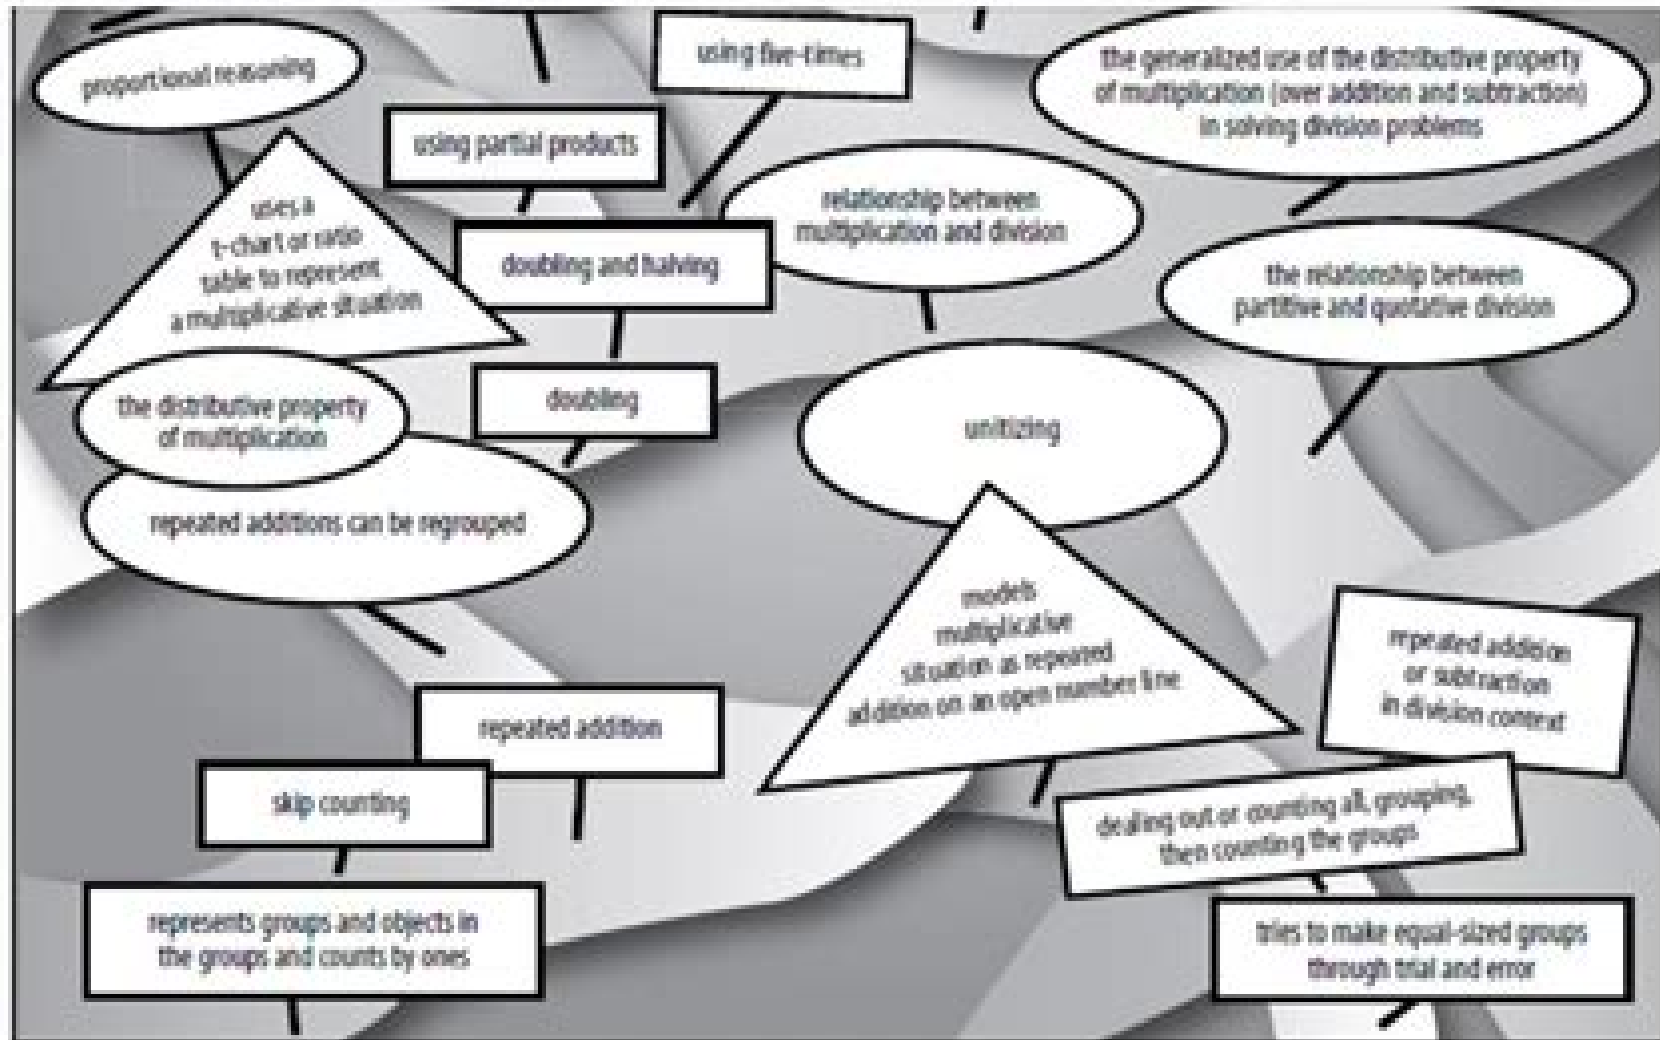 proportional reasoning
using five-times
the generalized use of the distributive property
of multiplication (over addition and subtraction)
in solving division problems
using partial products
uses a
t-chart or ratio
table to represent
a multiplicative situation
relationship between
multiplication and division
doubling and halving
the relationship between
partitive and quotative division
the distributive property
of multiplication
doubling
unitizing
repeated additions can be regrouped
models
multiplicative
situation as repeated
addition on an open number line
repeated addition
or subtraction
in division context
repeated addition
skip counting
dealing out or counting all, grouping,
then counting the groups
represents groups and objects in
the groups and counts by ones
tries to make equal-sized groups
through trial and error